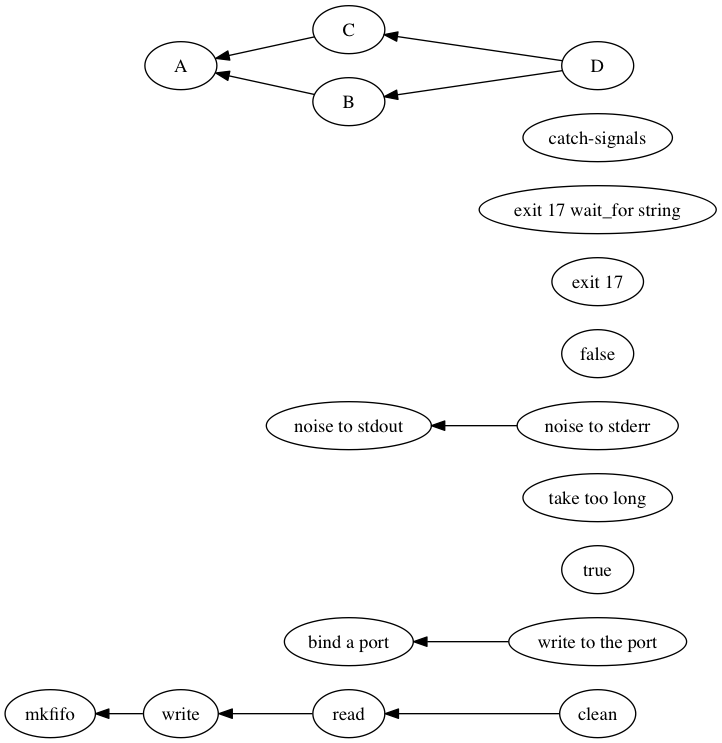 C
A
D
B
catch-signals
exit 17 wait_for string
exit 17
false
noise to stdout
noise to stderr
take too long
true
bind a port
write to the port
mkfifo
write
read
clean